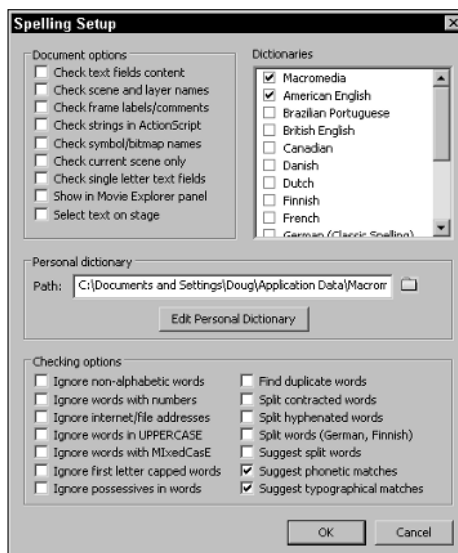 Spelling Setup
Document options
Check text fields content
Check scene and layer names
Check frame labels/comments
Check strings in ActionScript
Check symbol/bitmap names
Check current scene only
Check single letter text fields
Show in Movie Explorer panel
Select text on stage
Dictionaries
Macromedia
American English
Brazilian Portuguese
British English
Canadian
Danish
Dutch
Finnish
French
German (Classic Spelling)
Personal dictionary
Path: C:\Documents and Settings\Doug\Application Data\Macrom
Edit Personal Dictionary
Checking options
Ignore non-alphabetic words
Ignore words with numbers
Ignore internet/file addresses
Ignore words in UPPERCASE
Ignore words with MIxedCasE
Ignore first letter capped words
Ignore possessives in words
Find duplicate words
Split contracted words
Split hyphenated words
Split words (German, Finnish)
Suggest split words
Suggest phonetic matches
Suggest typographical matches
OK Cancel